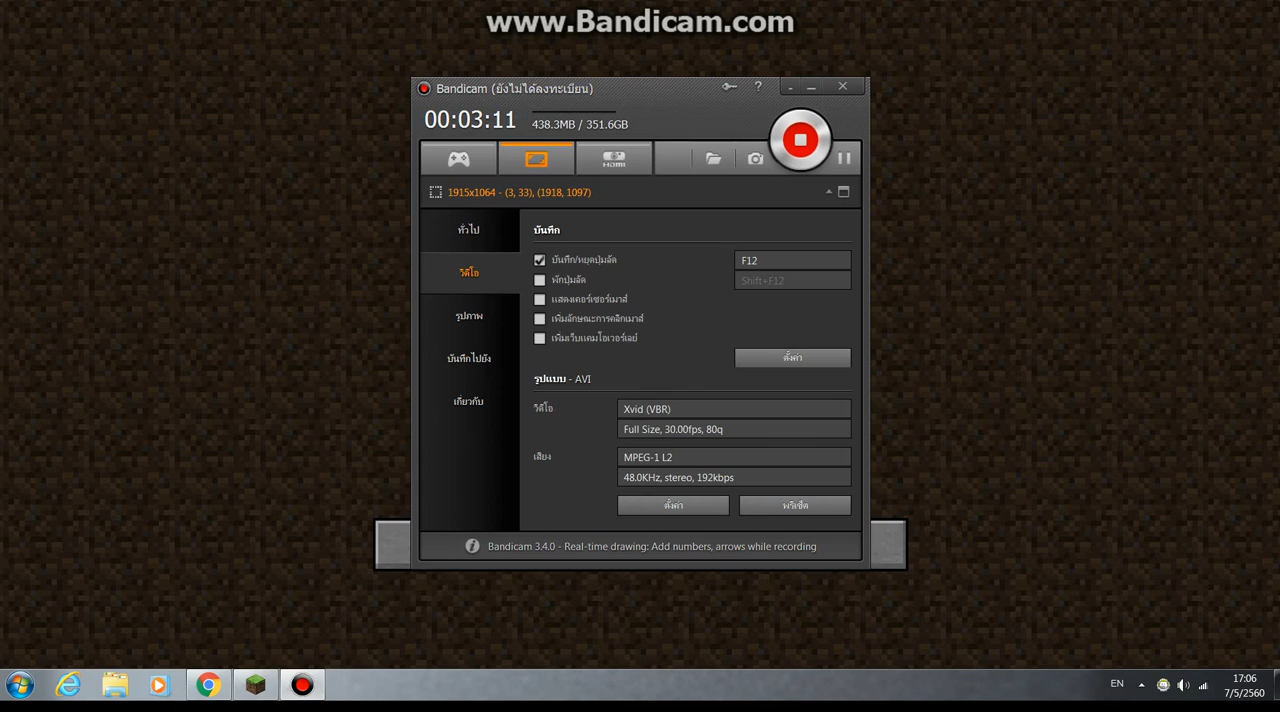 www.Bandicam.com
Bandicam (ยังไม่ได้ลงทะเบียน)
00:03:11
438.3MB / 351.6GB
HDMI
1915x1064 - (3, 33), (1918, 1097)
ทั่วไป
วิดีโอ
รูปภาพ
บันทึกไปยัง
เกี่ยวกับ
บันทึก
บันทึก/หยุดปุ่มลัด
F12
พักปุ่มลัด
Shift+F12
แสดงเคอร์เซอร์เมาส์
เพิ่มลักษณะการคลิกเมาส์
เพิ่มเว็บแคมโอเวอร์เลย์
ตั้งค่า
รูปแบบ - AVI
วิดีโอ
Xvid (VBR)
Full Size, 30.00fps, 80q
เสียง
MPEG-1 L2
48.0KHz, stereo, 192kbps
ตั้งค่า
พรีเซ็ต
Bandicam 3.4.0 - Real-time drawing: Add numbers, arrows while recording
EN
17:06
7/5/2560